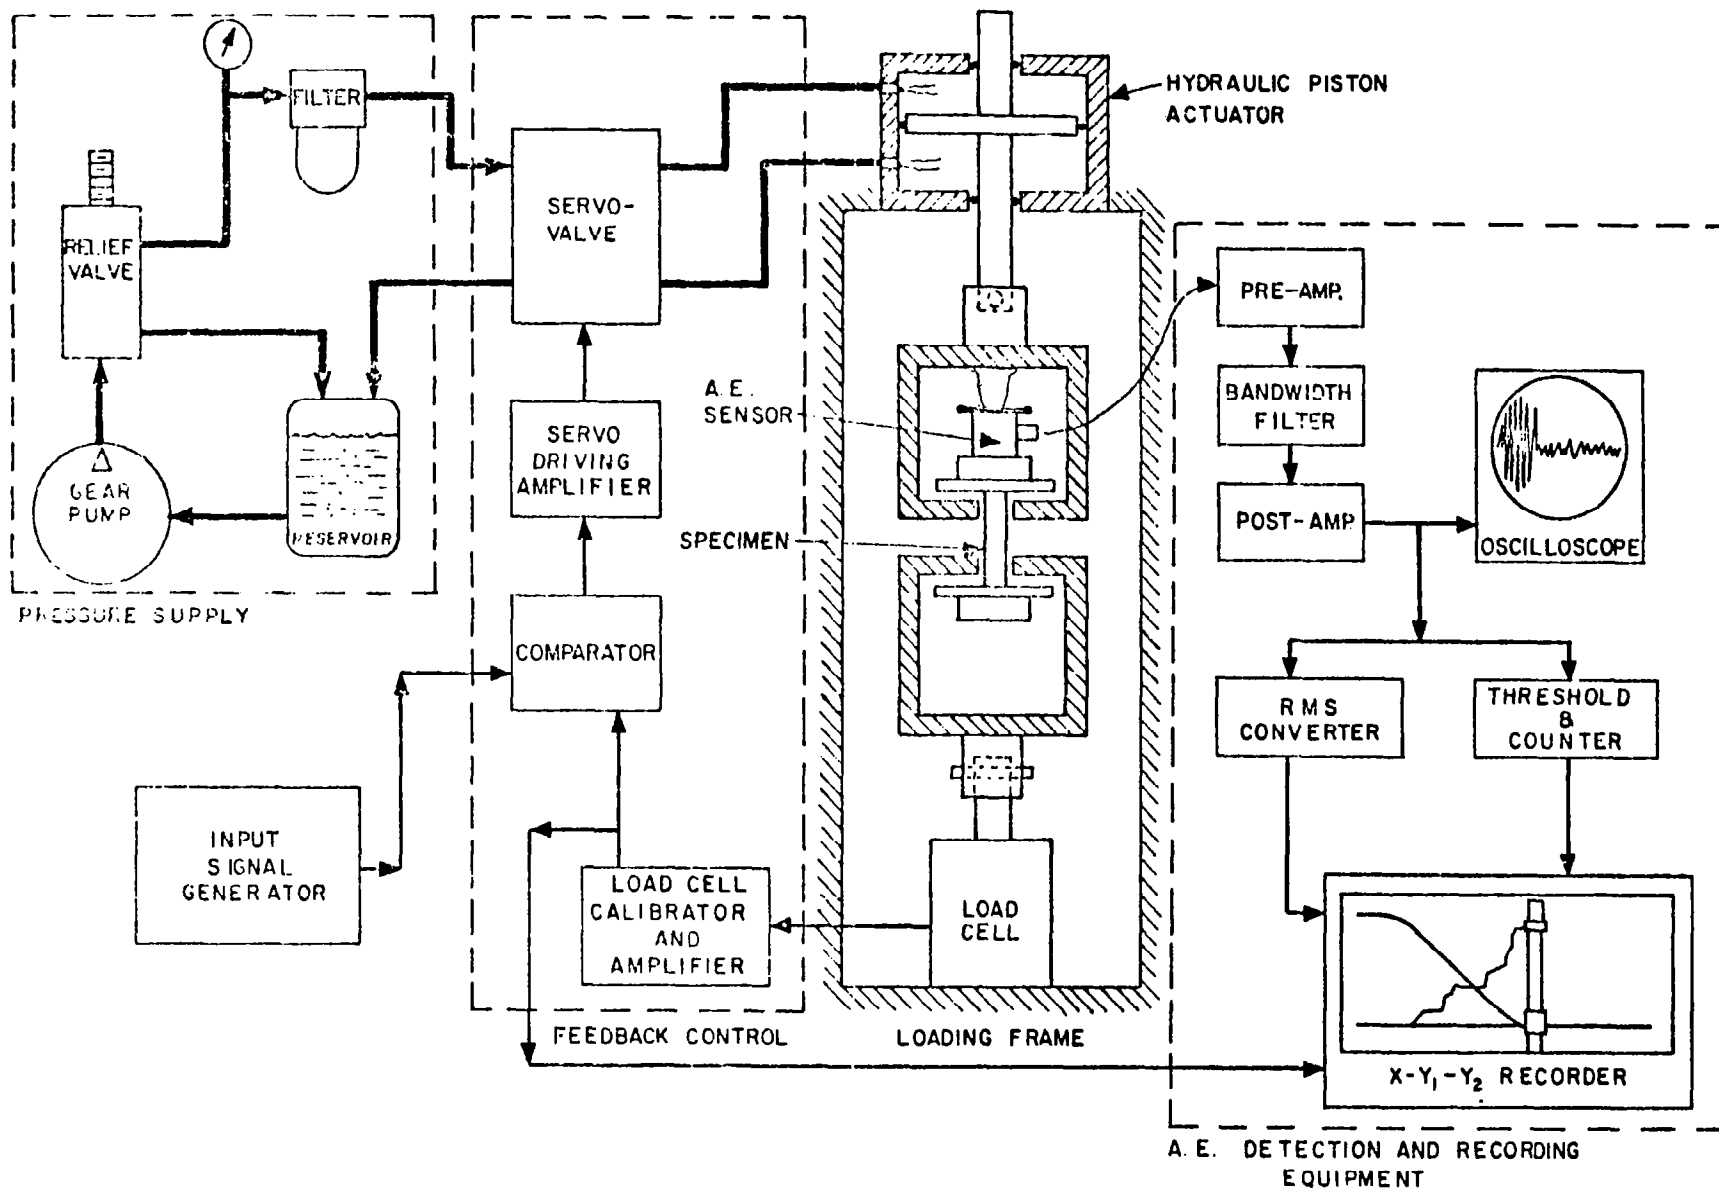 FILTER
RELIEF
VALVE
GEAR
PUMP
RESERVOIR
PRESSURE SUPPLY
SERVO-
VALVE
SERVO
DRIVING
AMPLIFIER
COMPARATOR
INPUT
SIGNAL
GENERATOR
LOAD CELL
CALIBRATOR
AND
AMPLIFIER
FEEDBACK CONTROL
HYDRAULIC PISTON
ACTUATOR
A.E.
SENSOR
SPECIMEN
LOAD
CELL
LOADING FRAME
PRE-AMP.
BANDWIDTH
FILTER
POST-AMP.
OSCILLOSCOPE
RMS
CONVERTER
THRESHOLD
&
COUNTER
X-Y₁-Y₂ RECORDER
A.E. DETECTION AND RECORDING
EQUIPMENT